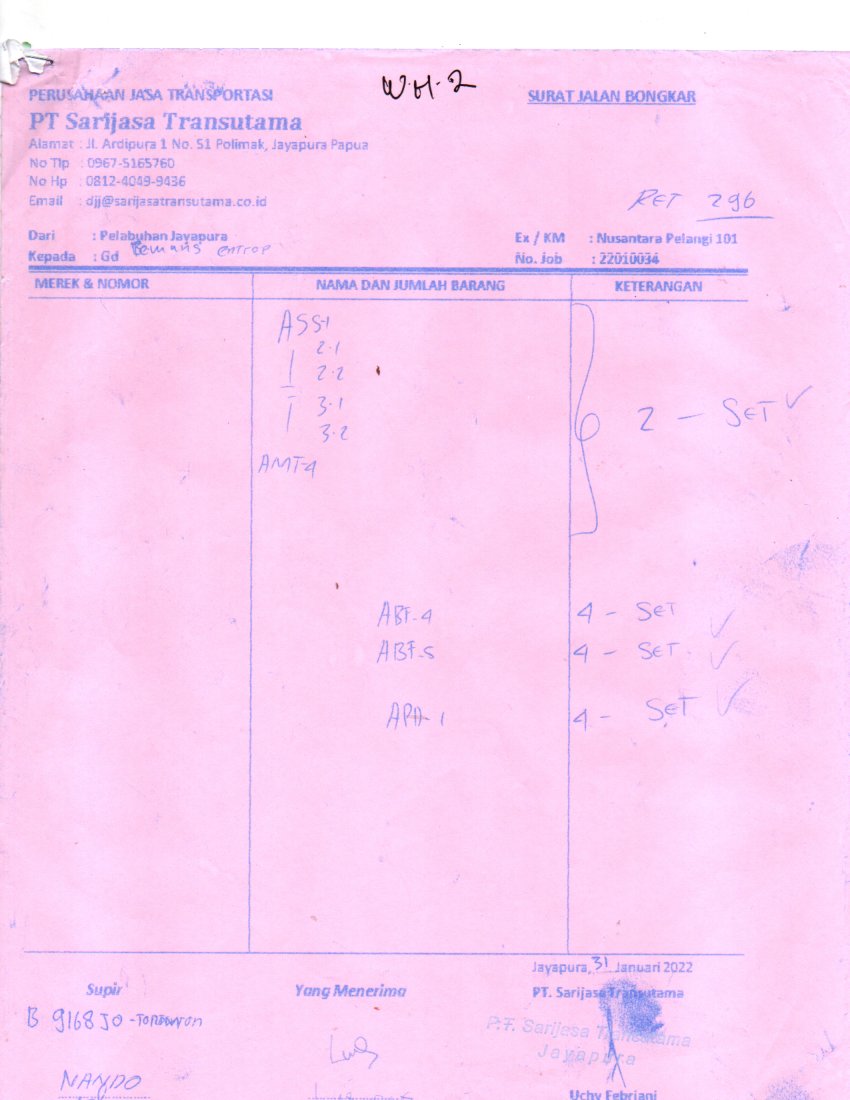 W.H.2
PERUSAHAAN JASA TRANSPORTASI
SURAT JALAN BONGKAR
PT Sarijasa Transutama
Alamat : Jl. Ardipura 1 No. 51 Polimak, Jayapura Papua
No Tlp : 0967-5165760
No Hp : 0812-4049-9436
Email : djj@sarijasatransutama.co.id
RET 296
Dari : Pelabuhan Jayapura
Ex / KM : Nusantara Pelangi 101
Kepada : Gd entrop
No. Job : 22010034
MEREK & NOMOR NAMA DAN JUMLAH BARANG KETERANGAN
ASS-1
2.1
2.2
3.1
3.2
2 - SET ✓
AMT-4
ABF-4 4 - SET ✓
ABF-5 4 - SET ✓
APA-1 4 - SET ✓
Jayapura, 31 Januari 2022
Supir Yang Menerima PT. Sarijasa Transutama
B 9168 JO
P.T. Sarijasa Transutama
Jayapura
NANDO
Uchy Febriani